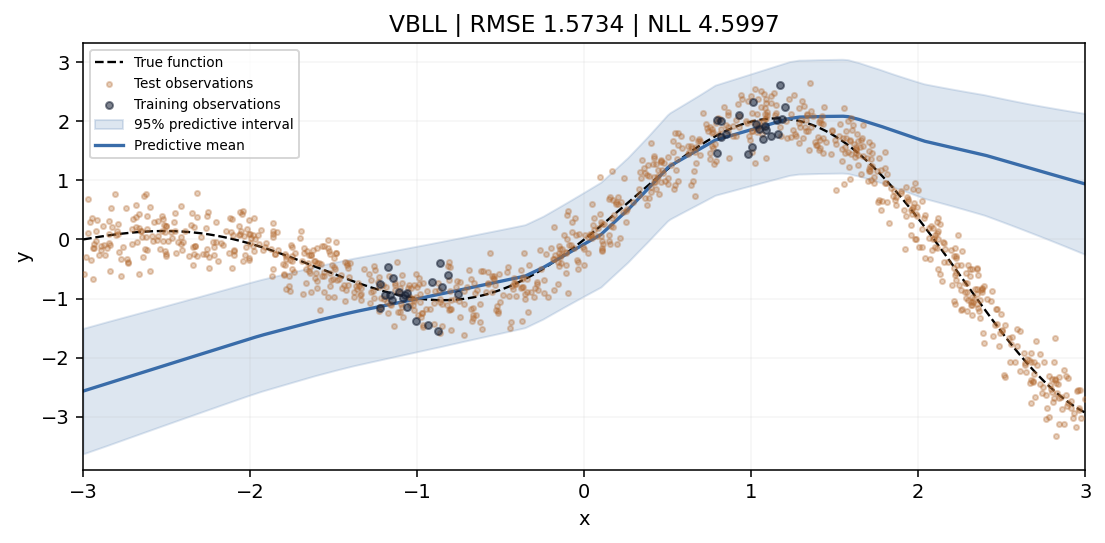 VBLL | RMSE 1.5734 | NLL 4.5997
True function
Test observations
Training observations
95% predictive interval
Predictive mean
3
2
1
0
−1
−2
−3
y
−3 −2 −1 0 1 2 3
x